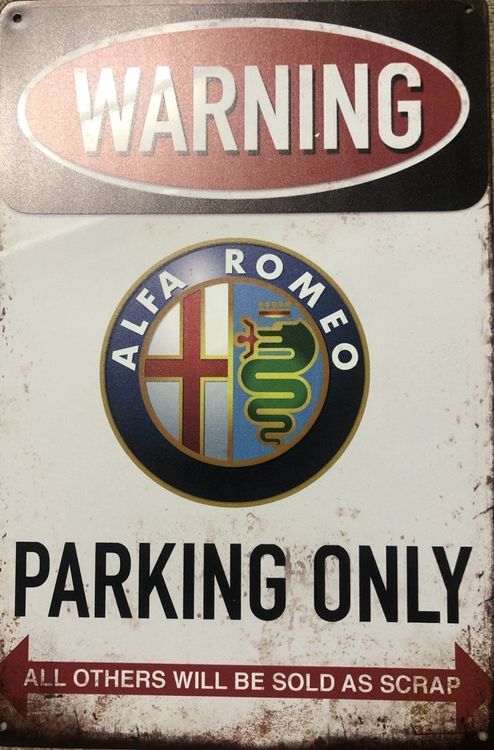 WARNING
ALFA ROMEO
PARKING ONLY
ALL OTHERS WILL BE SOLD AS SCRAP